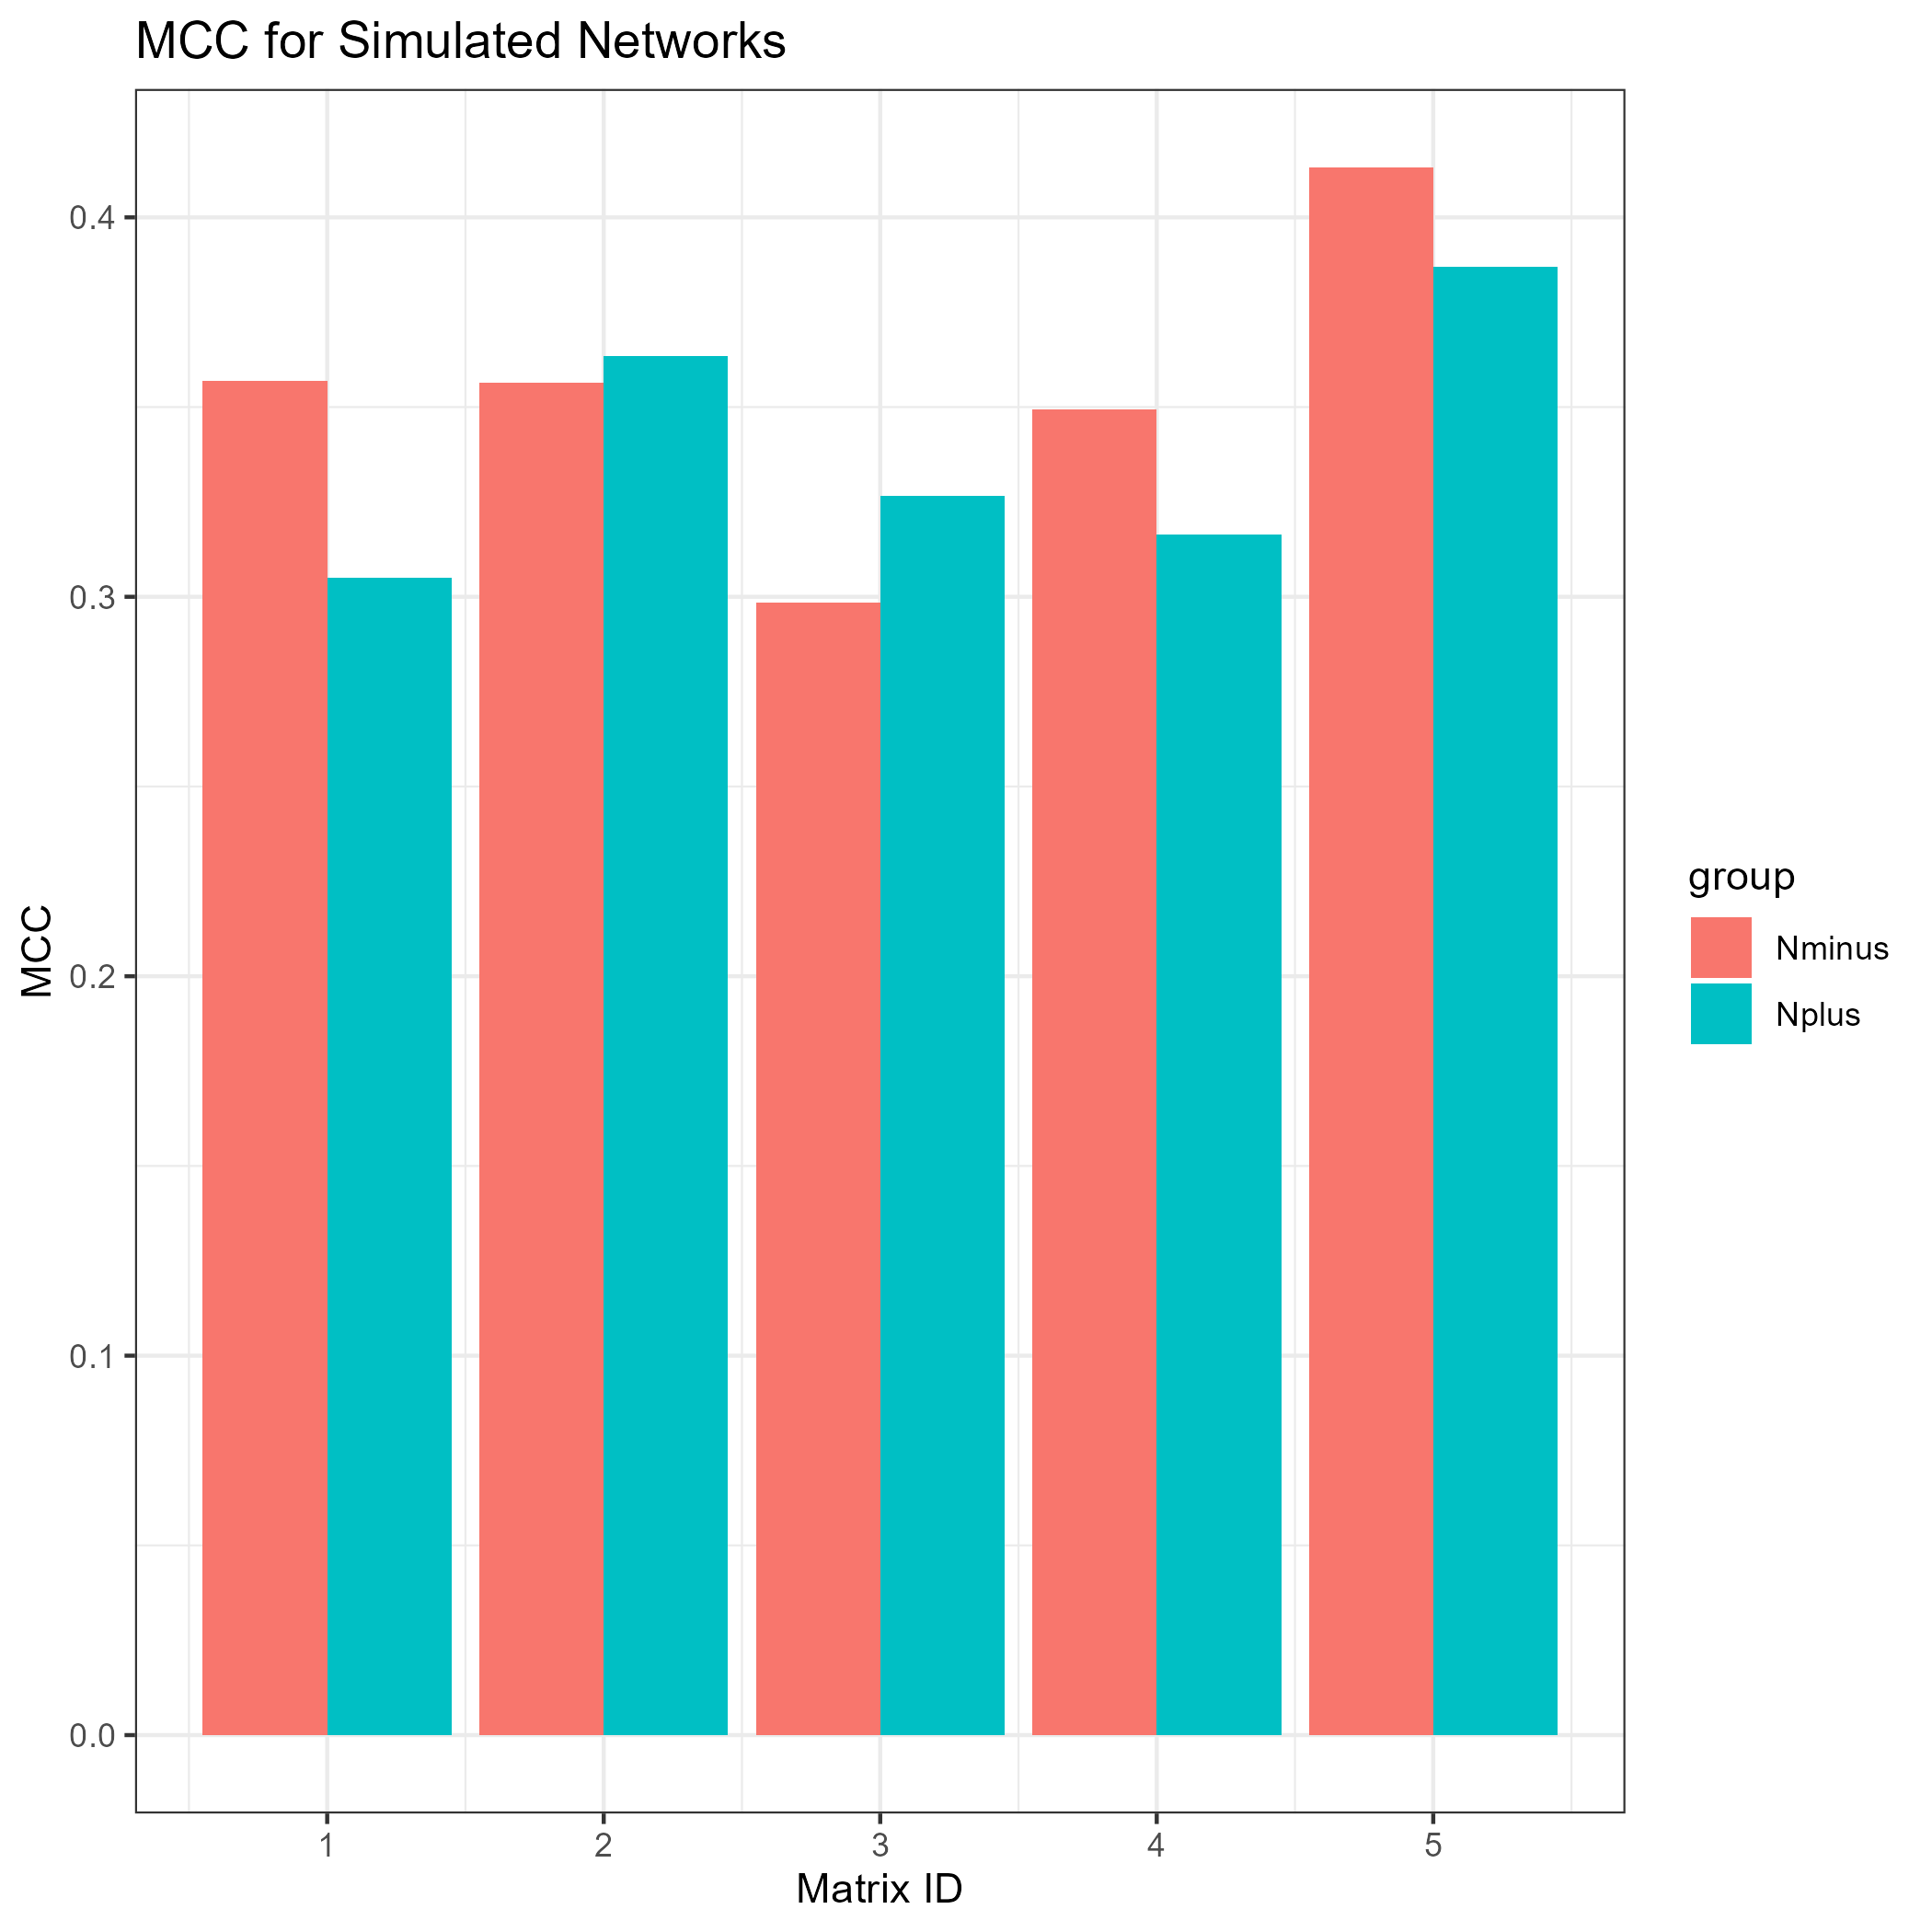 MCC for Simulated Networks
MCC
0.4
0.3
0.2
0.1
0.0
1 2 3 4 5
Matrix ID
group
Nminus
Nplus